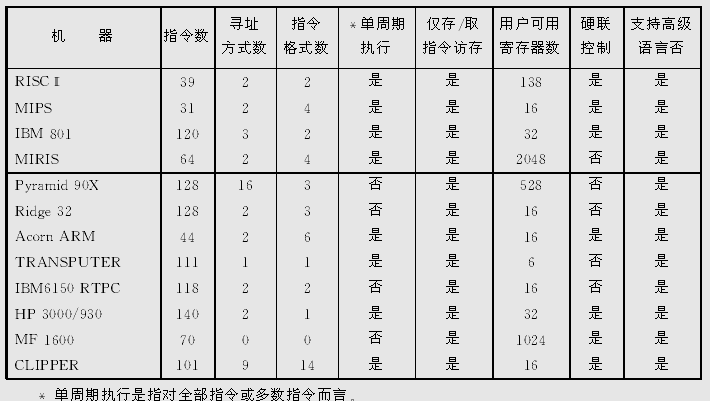 机 器 指令数 寻址方式数 指令格式数 *单周期执行 仅存/取指令访存 用户可用寄存器数 硬联控制 支持高级语言否
RISC Ⅱ 39 2 2 是 是 138 是 是
MIPS 31 2 4 是 是 16 是 是
IBM 801 120 3 2 是 是 32 是 是
MIRIS 64 2 4 是 是 2048 否 是
Pyramid 90X 128 16 3 否 是 528 否 是
Ridge 32 128 2 3 否 是 16 否 是
Acorn ARM 44 2 6 是 是 16 是 是
TRANSPUTER 111 1 1 是 是 6 否 是
IBM6150 RTPC 118 2 2 否 是 16 否 是
HP 3000/930 140 2 1 是 是 32 是 是
MF 1600 70 0 0 否 是 1024 是 是
CLIPPER 101 9 14 是 是 16 是 是
* 单周期执行是指对全部指令或多数指令而言。